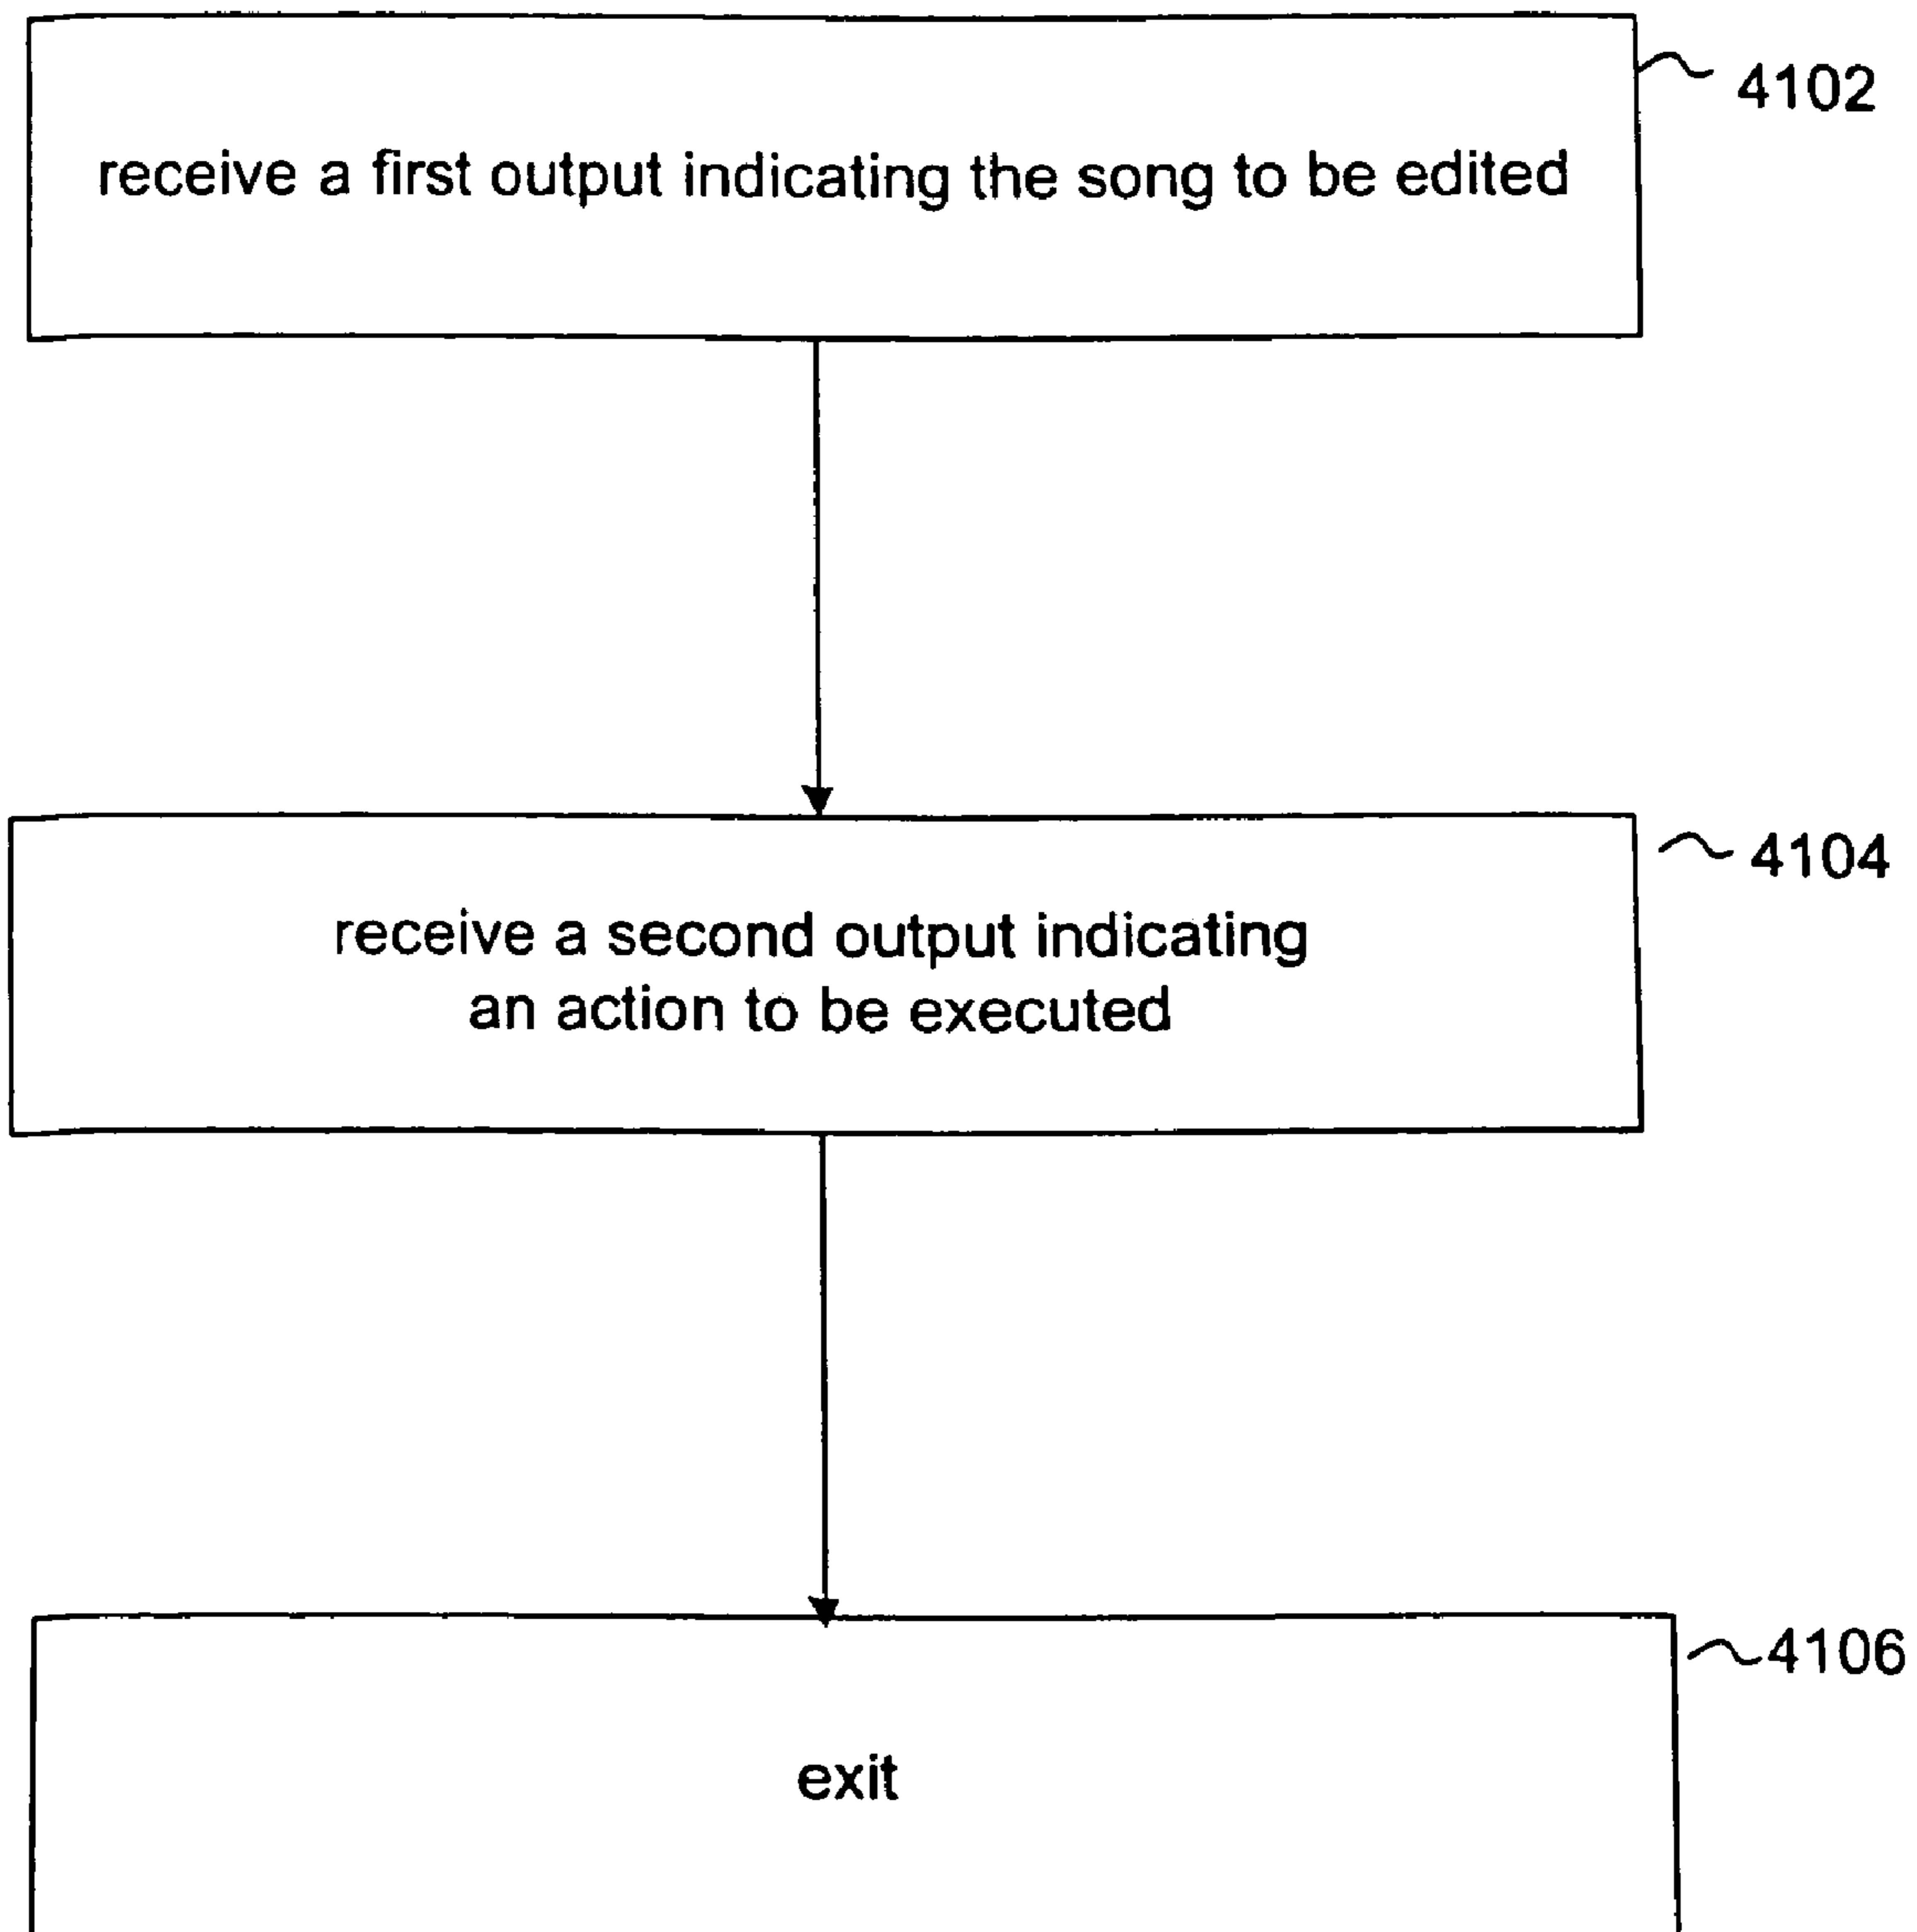 4102
receive a first output indicating the song to be edited
4104
receive a second output indicating
an action to be executed
4106
exit